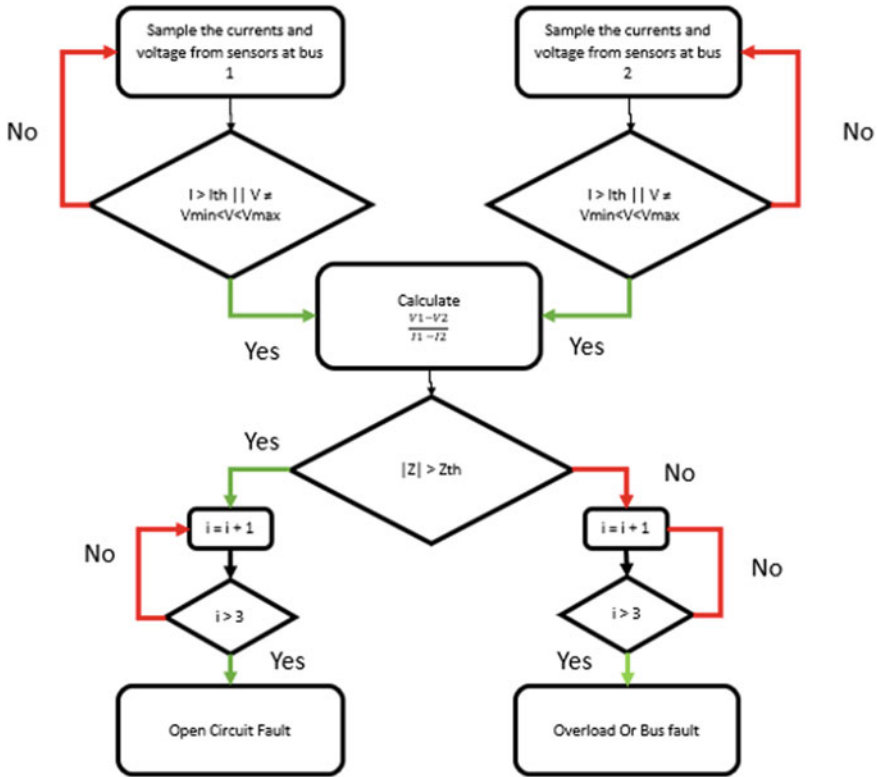 Sample the currents and
voltage from sensors at bus
1
Sample the currents and
voltage from sensors at bus
2
No
No
I > Ith || V ≠
Vmin<V<Vmax
I > Ith || V ≠
Vmin<V<Vmax
Calculate
V1−V2
I1−I2
Yes
Yes
Yes
|Z| > Zth
No
i = i + 1
i = i + 1
No
No
i > 3
i > 3
Yes
Yes
Open Circuit Fault
Overload Or Bus fault